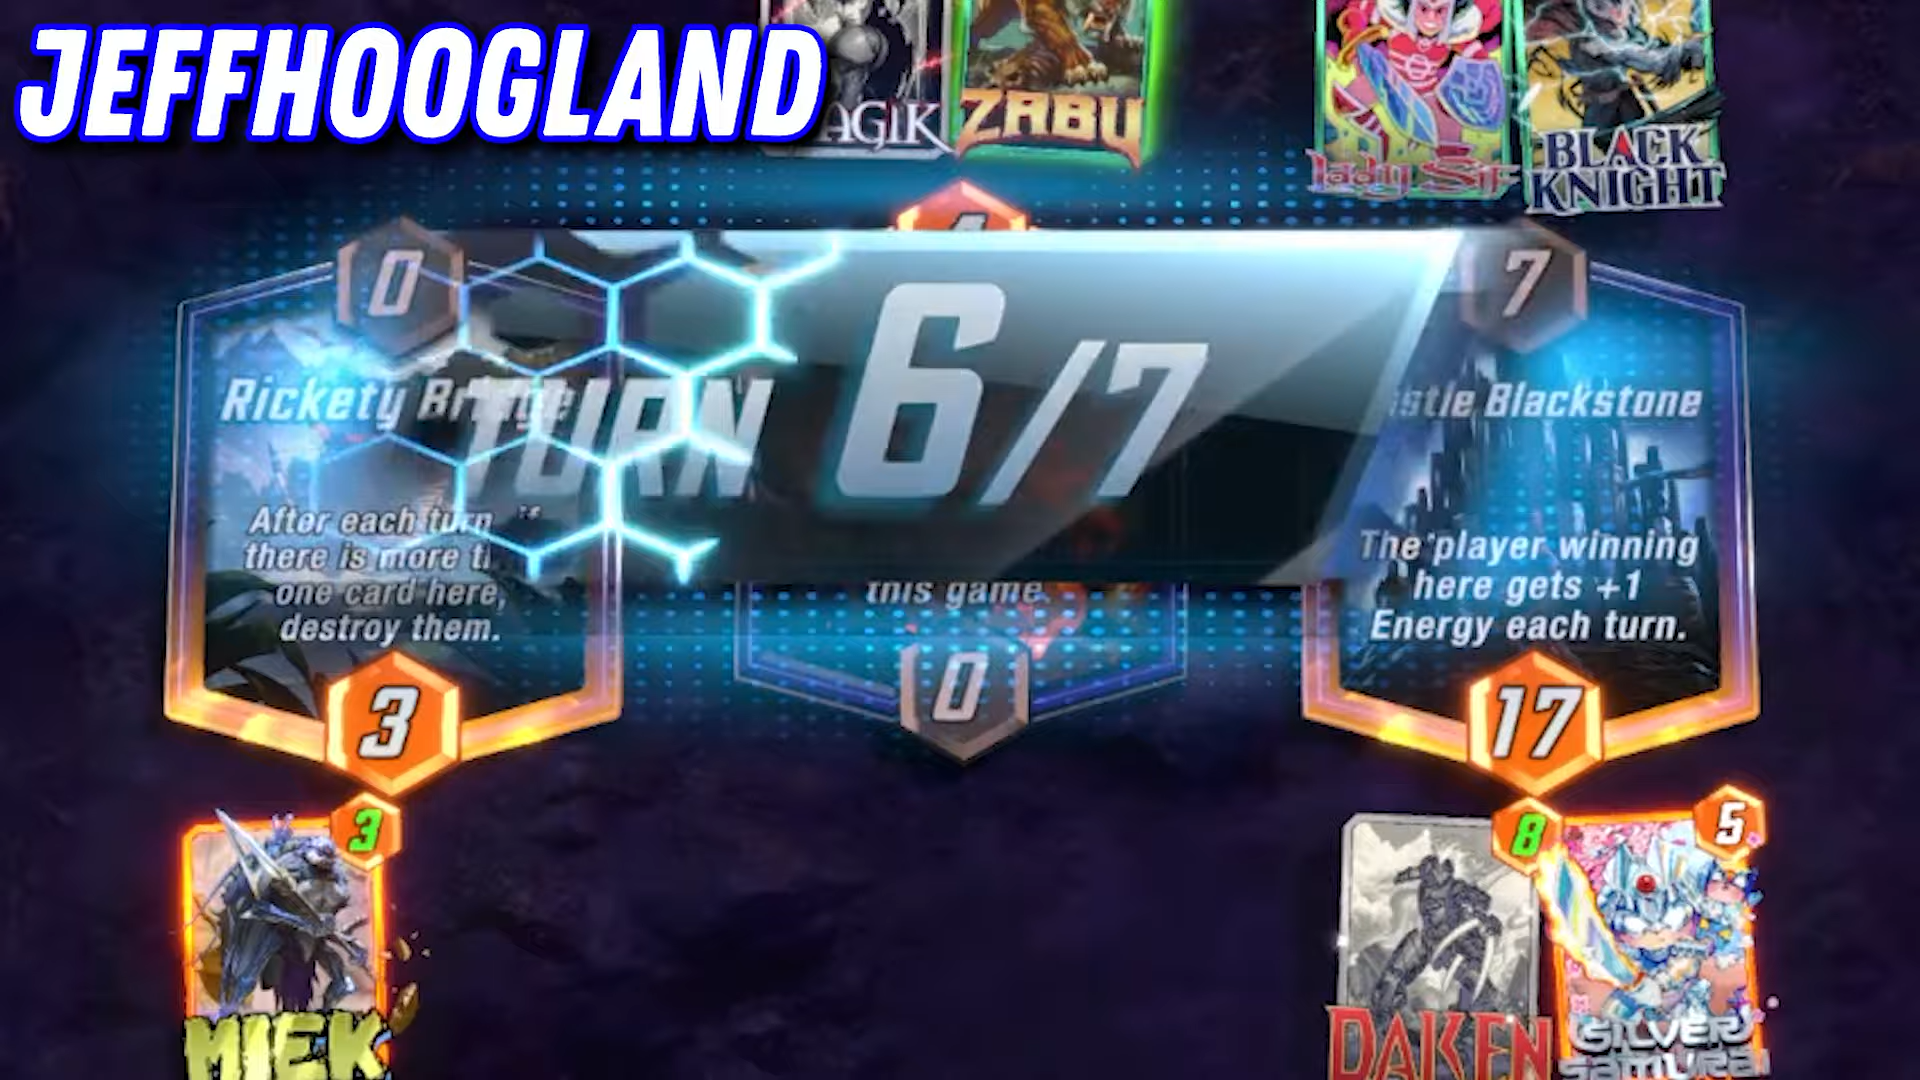 JEFFHOOGLAND
AGIK
ZABU
lady Sif
BLACK
KNIGHT
0
7
TURN 6/7
Rickety
Blackstone
After each turn if
there is more
one card here,
destroy them.
this game
The player winning
here gets +1
Energy each turn.
3
0
17
3
8
5
MIEK
DAKEN
SILVER
SAMURAI